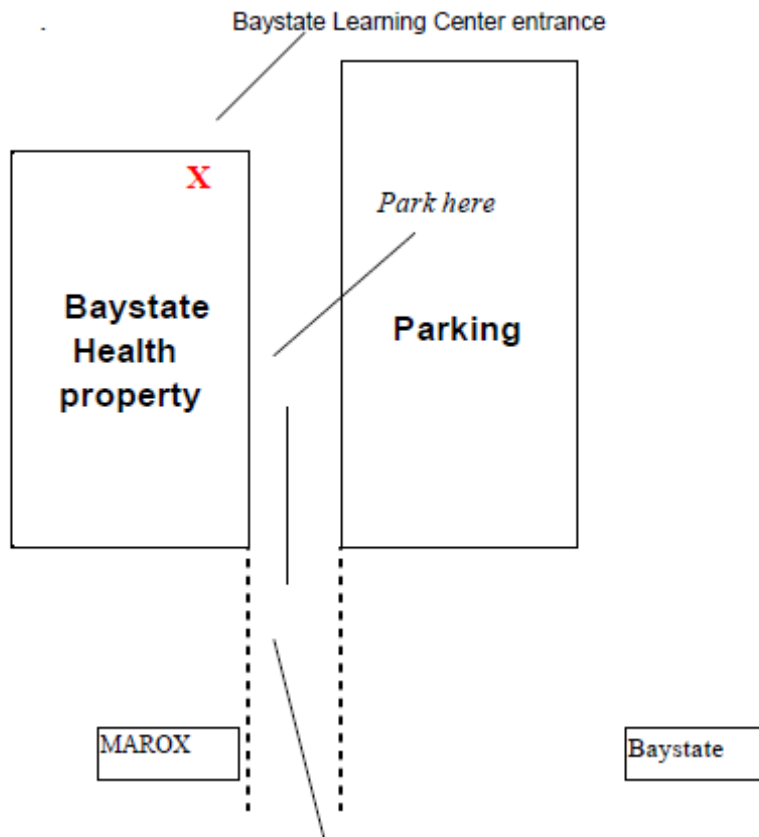 Baystate Learning Center entrance
X
Park here
Baystate
Health
property
Parking
MAROX
Baystate